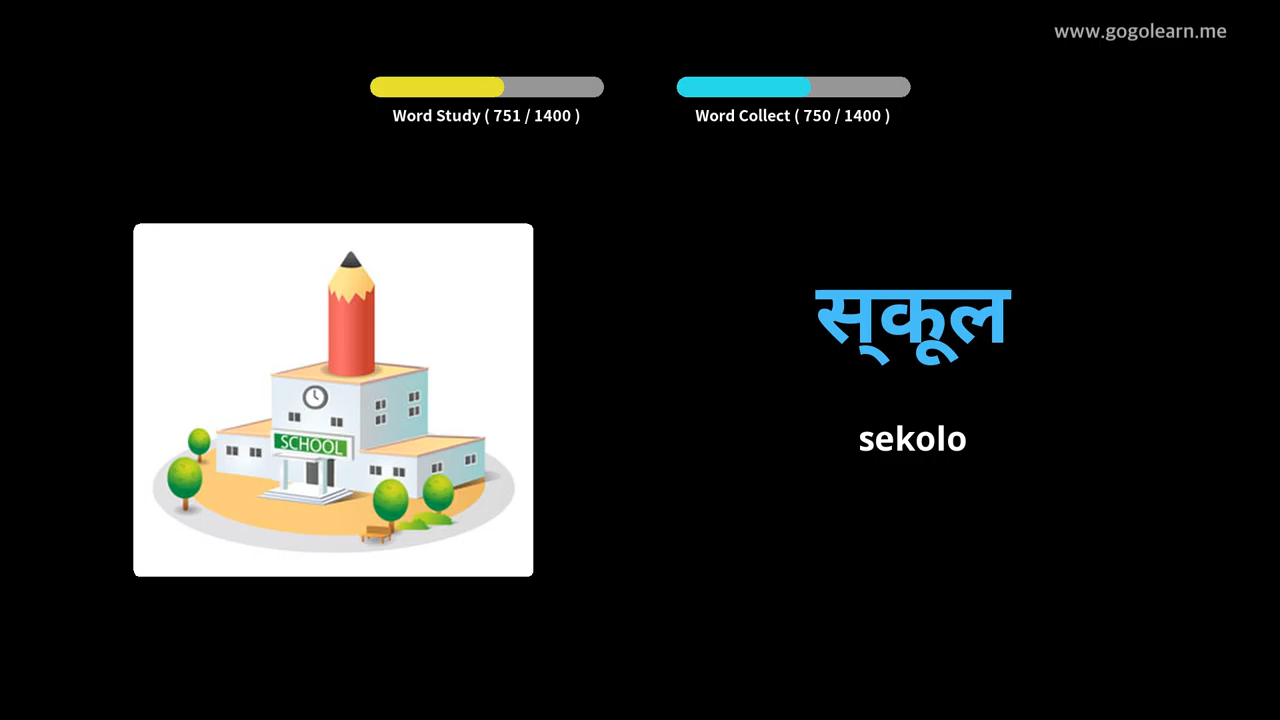 www.gogolearn.me
Word Study ( 751 / 1400 )
Word Collect ( 750 / 1400 )
SCHOOL
स्‌कूल
sekolo